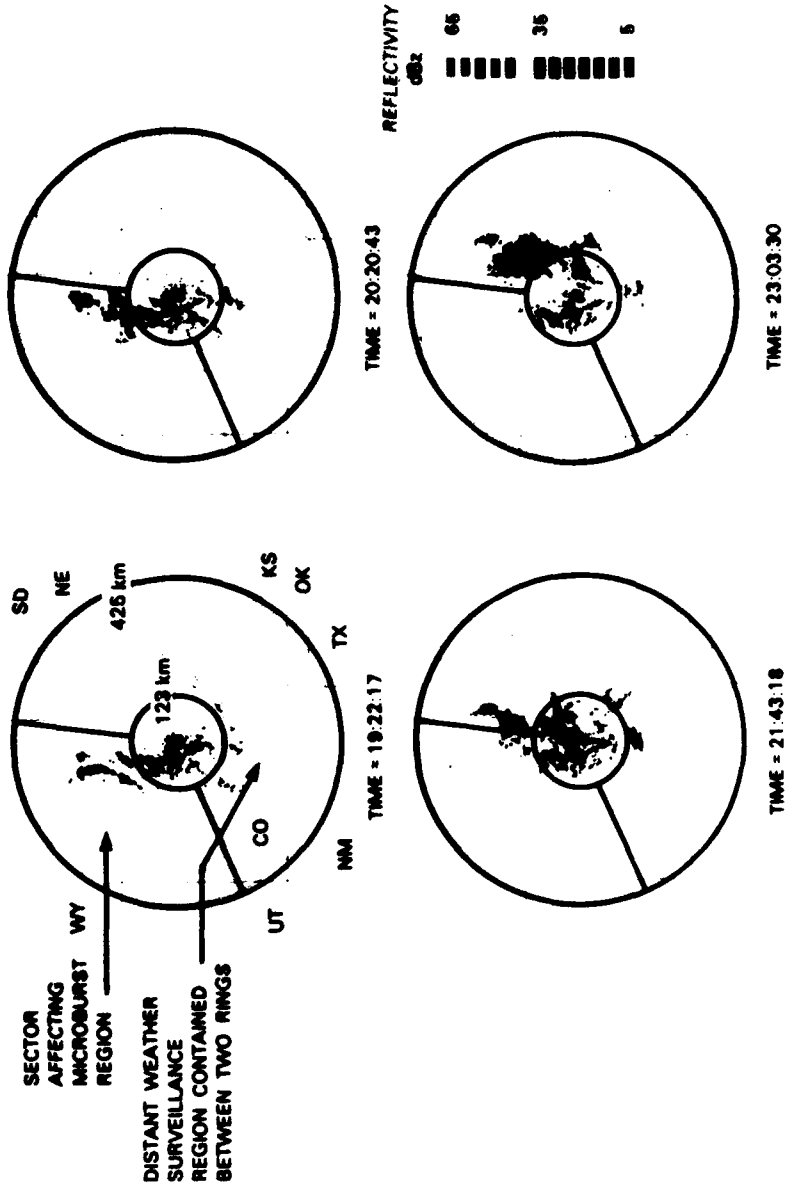 SECTOR
AFFECTING
MICROBURST WY
REGION
DISTANT WEATHER
SURVEILLANCE
REGION CONTAINED
BETWEEN TWO RINGS
SD
NE
425 km
123 km
KS
OK
TX
UT
CO
NM
TIME = 19:22:17
TIME = 20:20:43
TIME = 21:43:18
TIME = 23:03:30
REFLECTIVITY
dBz
65
35
5